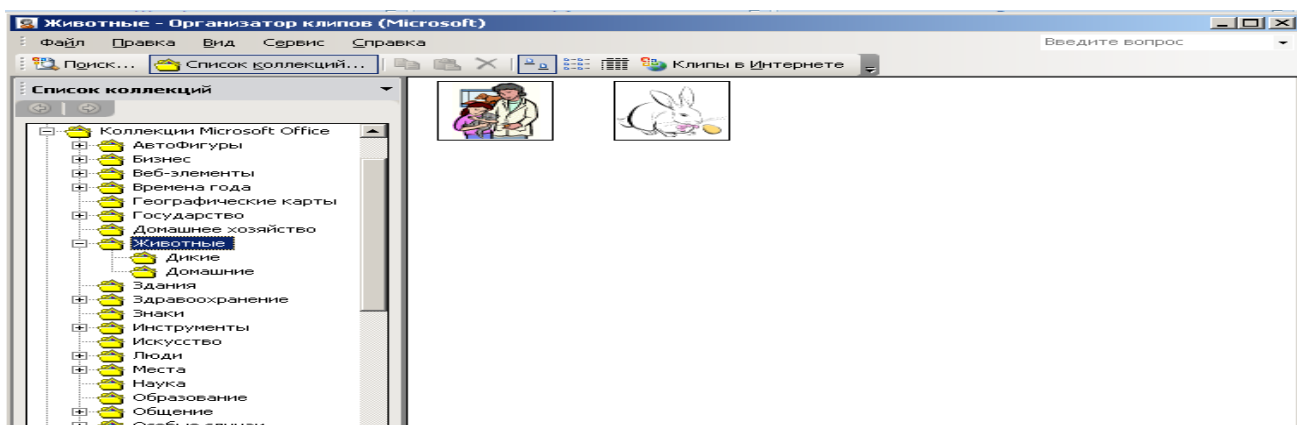 Животные - Организатор клипов (Microsoft)
Файл Правка Вид Сервис Справка Введите вопрос
Поиск... Список коллекций... Клипы в Интернете
Список коллекций
Коллекции Microsoft Office
АвтоФигуры
Бизнес
Веб-элементы
Времена года
Географические карты
Государство
Домашнее хозяйство
Животные
Дикие
Домашние
Здания
Здравоохранение
Знаки
Инструменты
Искусство
Люди
Места
Наука
Образование
Общение
Особые случаи